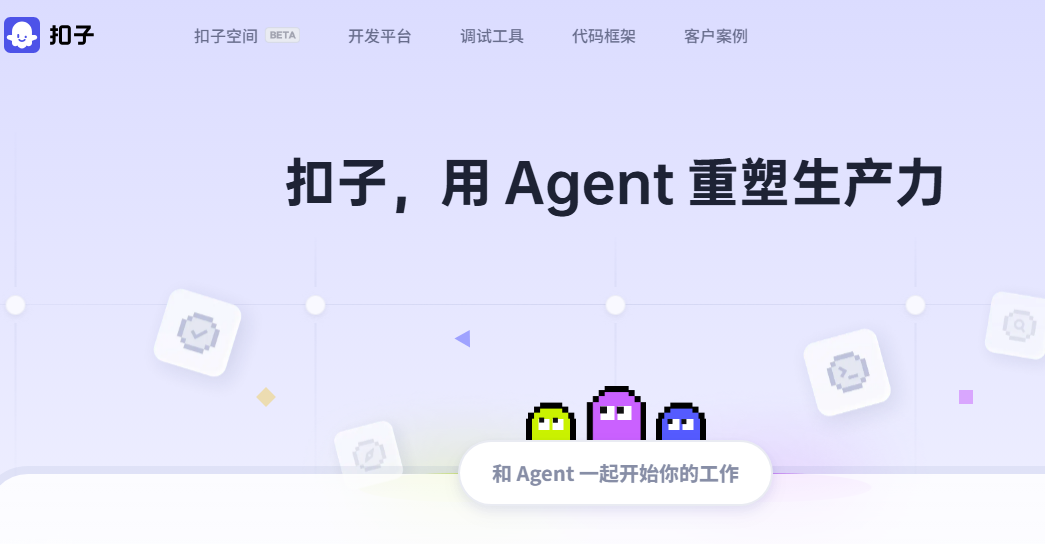 扣子
扣子空间 BETA 开发平台 调试工具 代码框架 客户案例
扣子，用 Agent 重塑生产力
和 Agent 一起开始你的工作